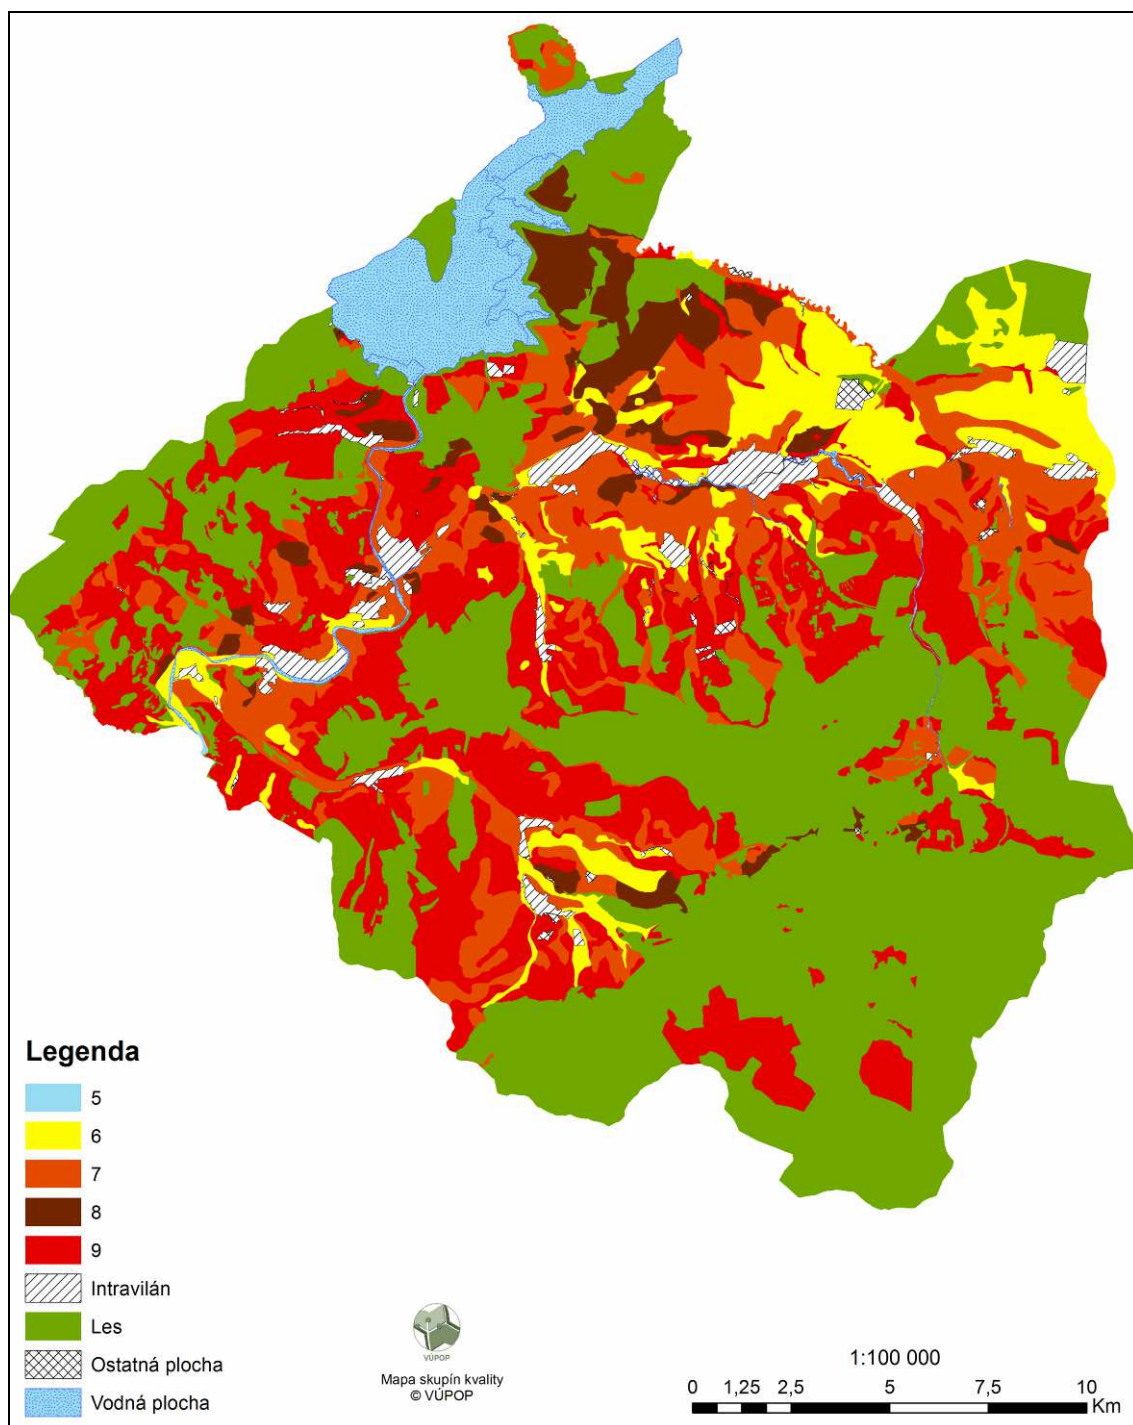 Legenda
5
6
7
8
9
Intravilán
Les
Ostatná plocha
Vodná plocha
VÚPOP
Mapa skupín kvality
© VÚPOP
1:100 000
0 1,25 2,5 5 7,5 10
Km